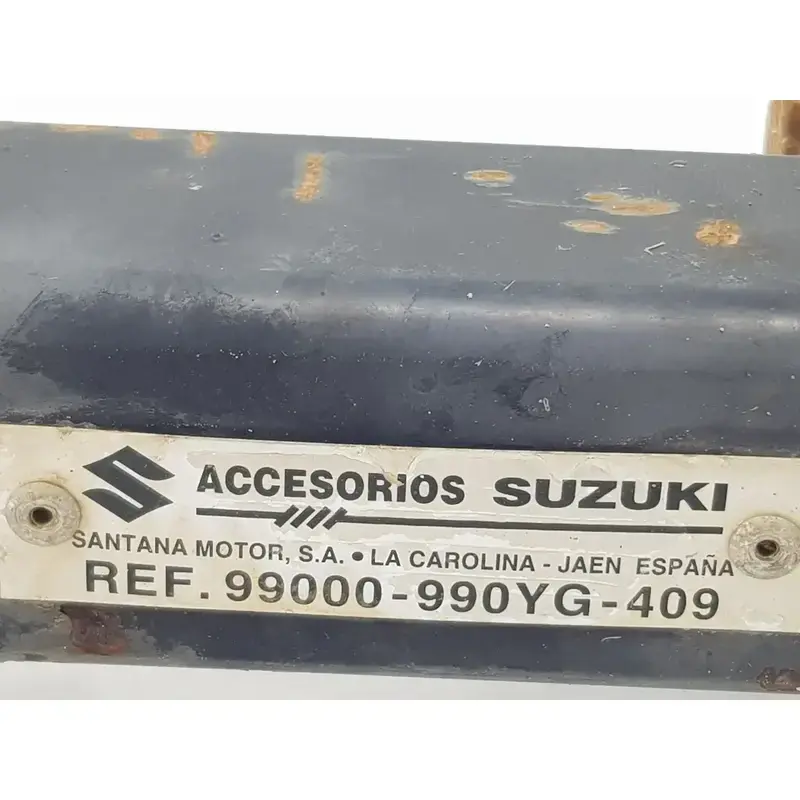 ACCESORIOS SUZUKI
SANTANA MOTOR, S.A. • LA CAROLINA - JAEN ESPAÑA
REF. 99000-990YG-409